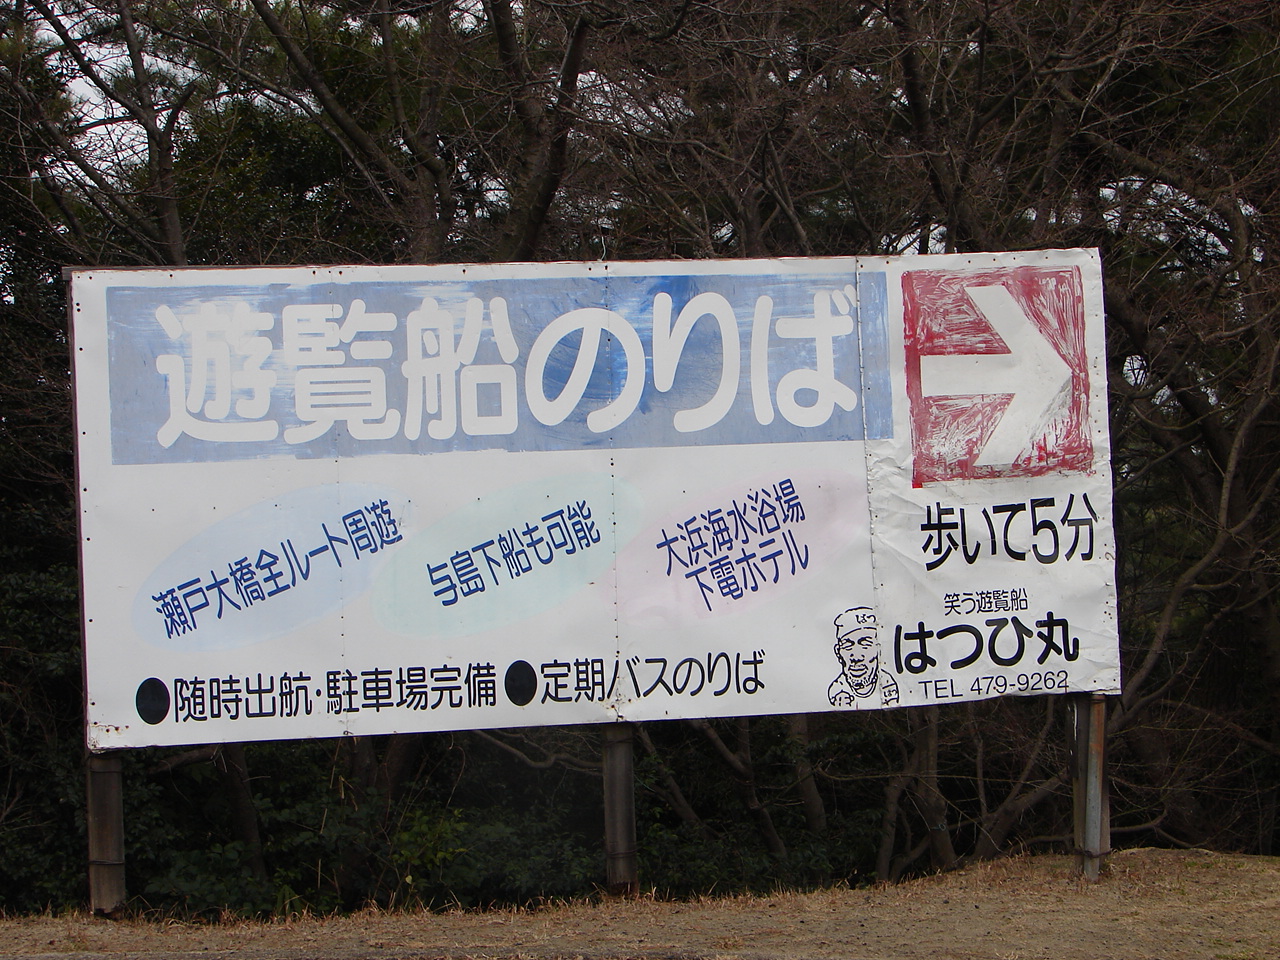 遊覧船のりば
瀬戸大橋全ルート周遊
与島下船も可能
大浜海水浴場
下電ホテル
歩いて5分
笑う遊覧船
はつひ丸
TEL 479-9262
●随時出航・駐車場完備●定期バスのりば